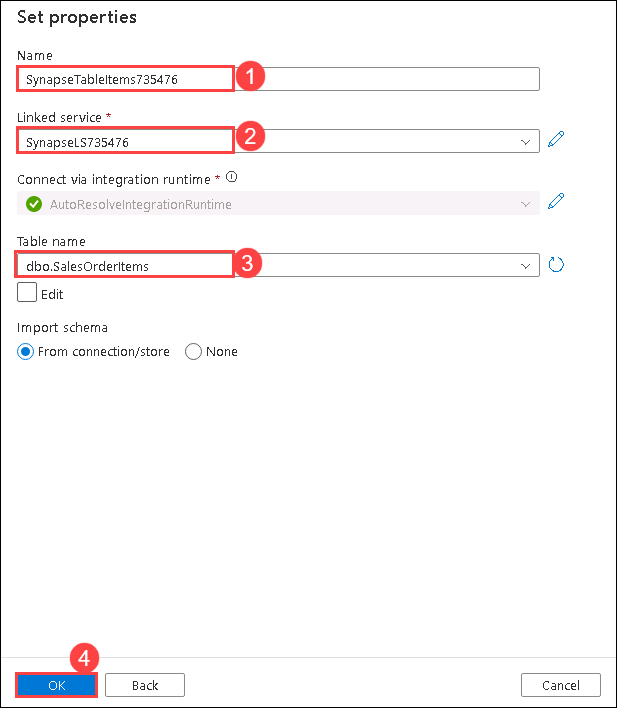 Set properties
Name
SynapseTableItems735476 1
Linked service * 2
SynapseLS735476
Connect via integration runtime *
AutoResolveIntegrationRuntime
Table name
dbo.SalesOrderItems 3
Edit
Import schema
From connection/store None
4
OK Back Cancel